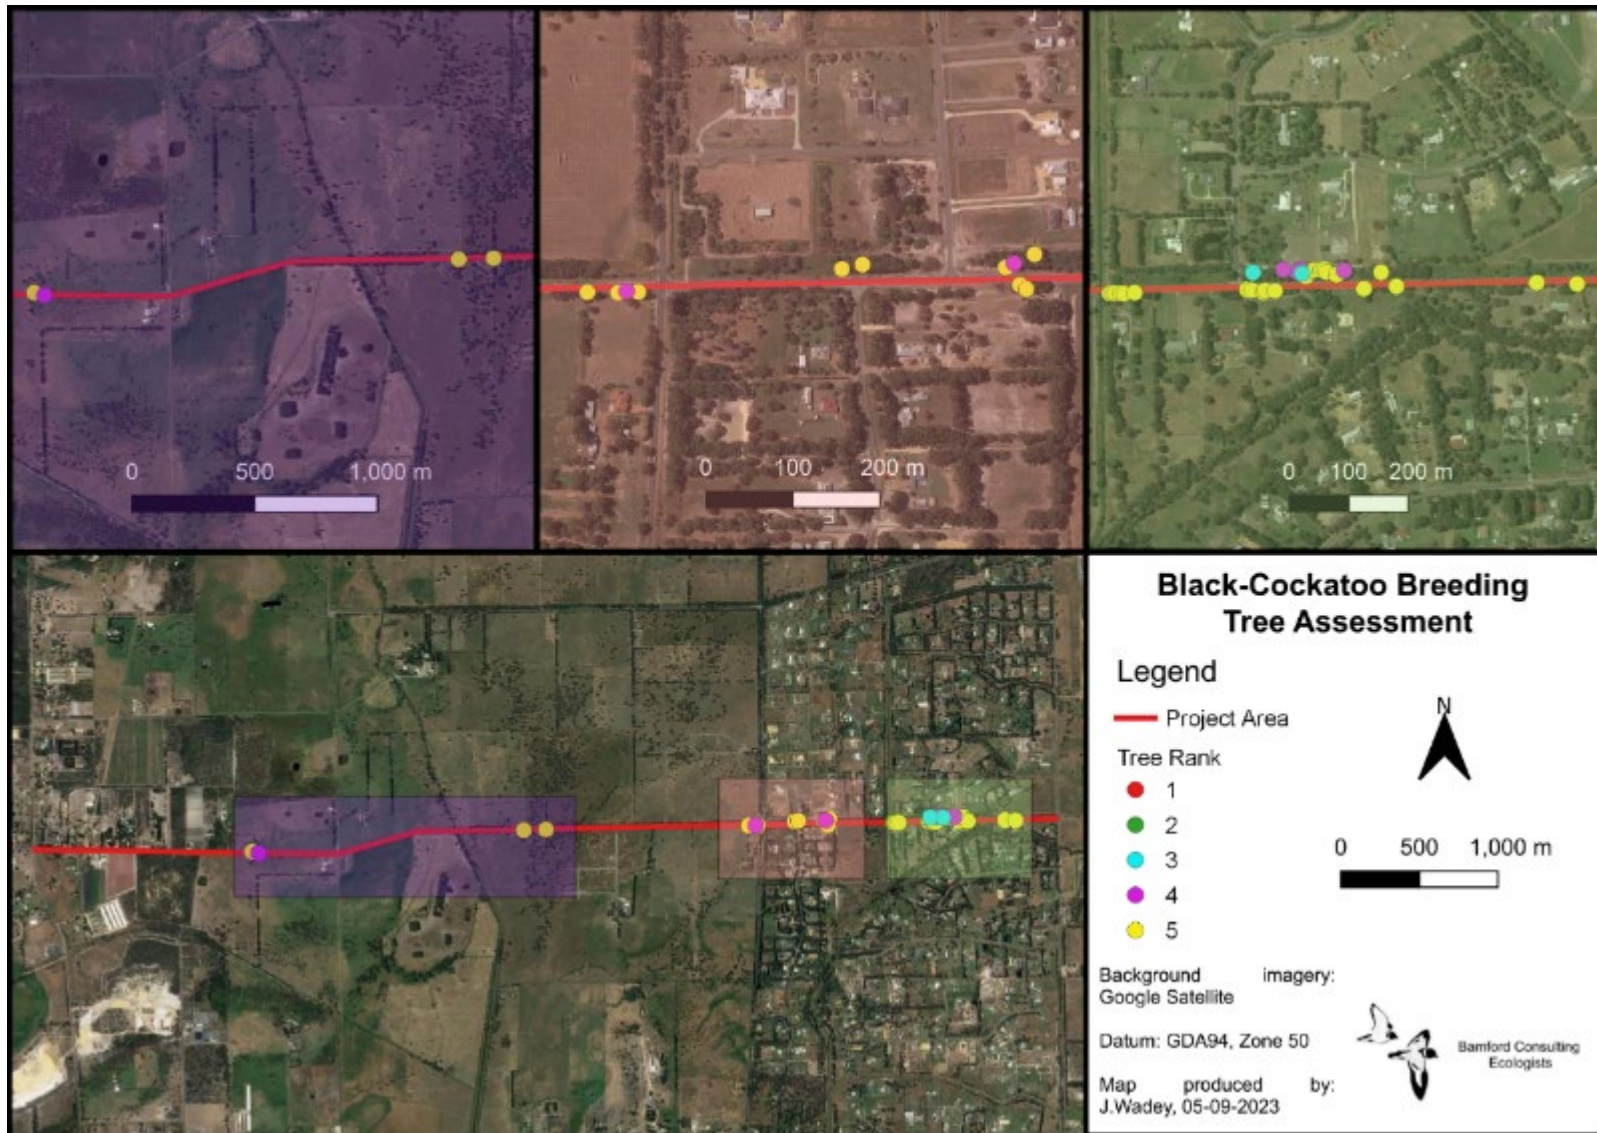 0 500 1,000 m
0 100 200 m
0 100 200 m
Black-Cockatoo Breeding
Tree Assessment
Legend
Project Area
Tree Rank
1
2
3
4
5
N
0 500 1,000 m
Background imagery:
Google Satellite
Datum: GDA94, Zone 50
Map produced by:
J.Wadey, 05-09-2023
Bamford Consulting
Ecologists